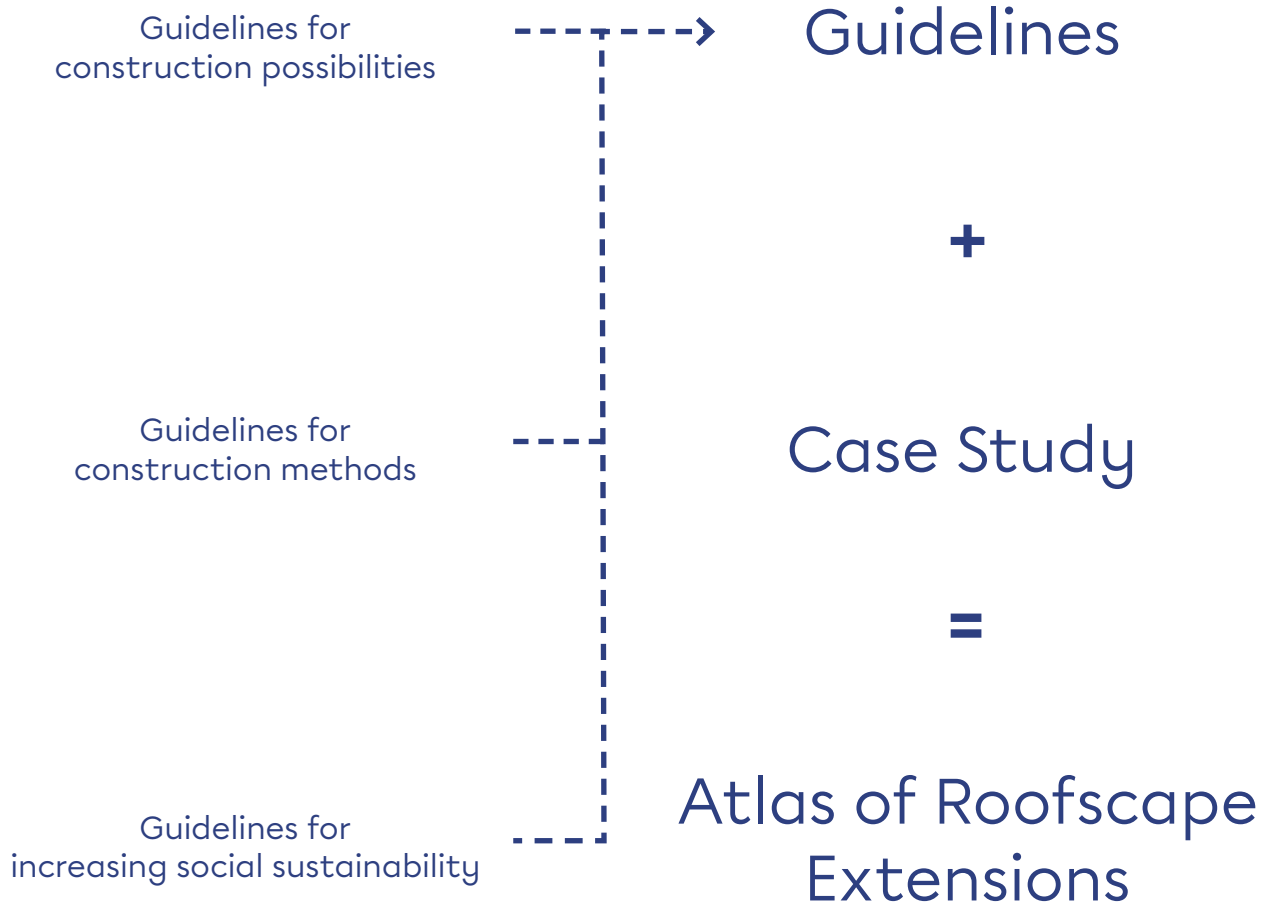 Guidelines for
construction possibilities
Guidelines for
construction methods
Guidelines for
increasing social sustainability
Guidelines
+
Case Study
=
Atlas of Roofscape
Extensions